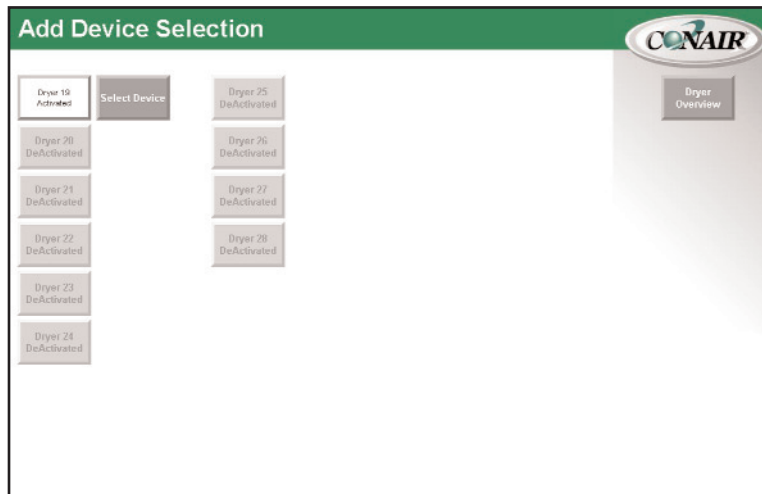 Add Device Selection
CONAIR
Dryer 19
Activated
Select Device
Dryer 25
DeActivated
Dryer
Overview
Dryer 20
DeActivated
Dryer 26
DeActivated
Dryer 21
DeActivated
Dryer 27
DeActivated
Dryer 22
DeActivated
Dryer 28
DeActivated
Dryer 23
DeActivated
Dryer 24
DeActivated